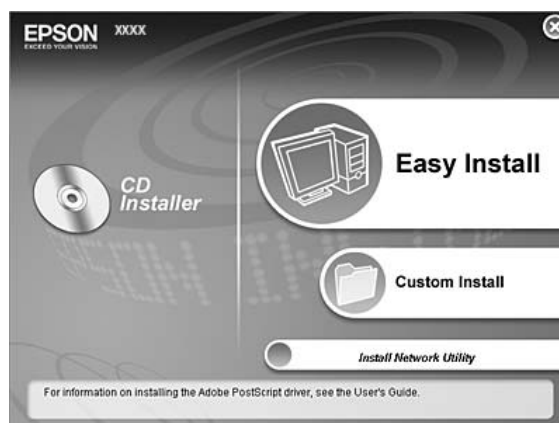 EPSON XXXX
EXCEED YOUR VISION
Easy Install
CD
Installer
Custom Install
Install Network Utility
For information on installing the Adobe PostScript driver, see the User's Guide.